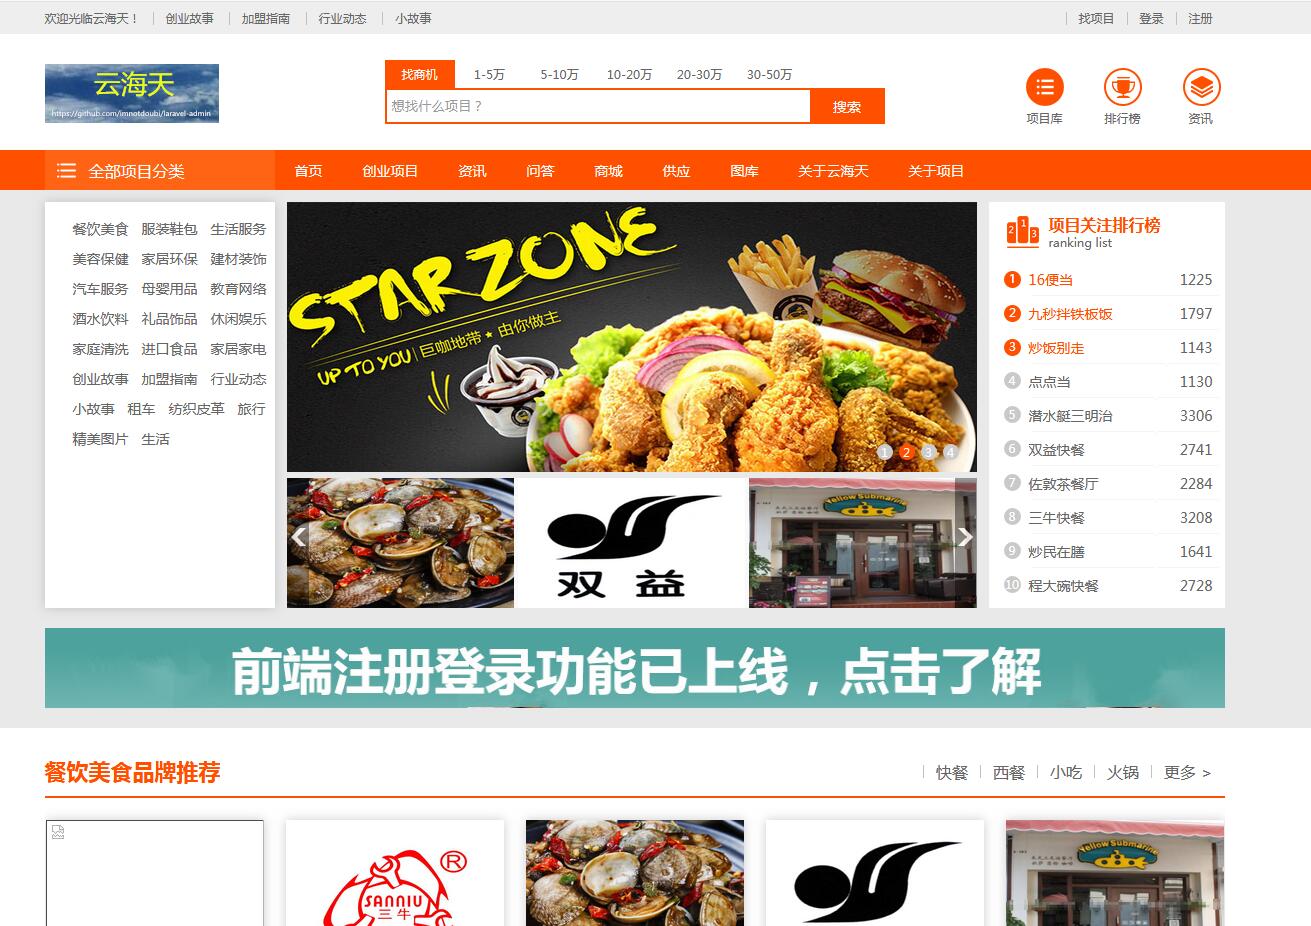 欢迎光临云海天！ 创业故事 加盟指南 行业动态 小故事 找项目 登录 注册
云海天
https://github.com/imnotdoubi/laravel-admin
找商机 1-5万 5-10万 10-20万 20-30万 30-50万
想找什么项目？ 搜索
项目库 排行榜 资讯
全部项目分类 首页 创业项目 资讯 问答 商城 供应 图库 关于云海天 关于项目
餐饮美食 服装鞋包 生活服务
美容保健 家居环保 建材装饰
汽车服务 母婴用品 教育网络
酒水饮料 礼品饰品 休闲娱乐
家庭清洗 进口食品 家居家电
创业故事 加盟指南 行业动态
小故事 租车 纺织皮革 旅行
精美图片 生活
STAR ZONE
UP TO YOU | 巨咖地带 ★ 由你做主
1 2 3 4
双益
Yellow Submarine
2 1 3 项目关注排行榜
ranking list
1 16便当 1225
2 九秒拌铁板饭 1797
3 炒饭别走 1143
4 点点当 1130
5 潜水艇三明治 3306
6 双益快餐 2741
7 佐敦茶餐厅 2284
8 三牛快餐 3208
9 炒民在膳 1641
10 程大碗快餐 2728
前端注册登录功能已上线，点击了解
餐饮美食品牌推荐 快餐 西餐 小吃 火锅 更多 >
®
SANNIU
三牛
Yellow Submarine